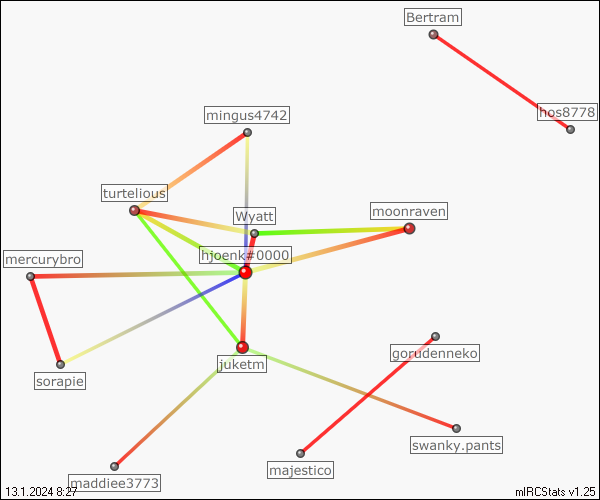 Bertram
hos8778
mingus4742
turtelious
Wyatt
moonraven
hjoenk#0000
mercurybro
gorudenneko
juketm
sorapie
swanky.pants
majestico
maddiee3773
13.1.2024 8:27
mIRCStats v1.25